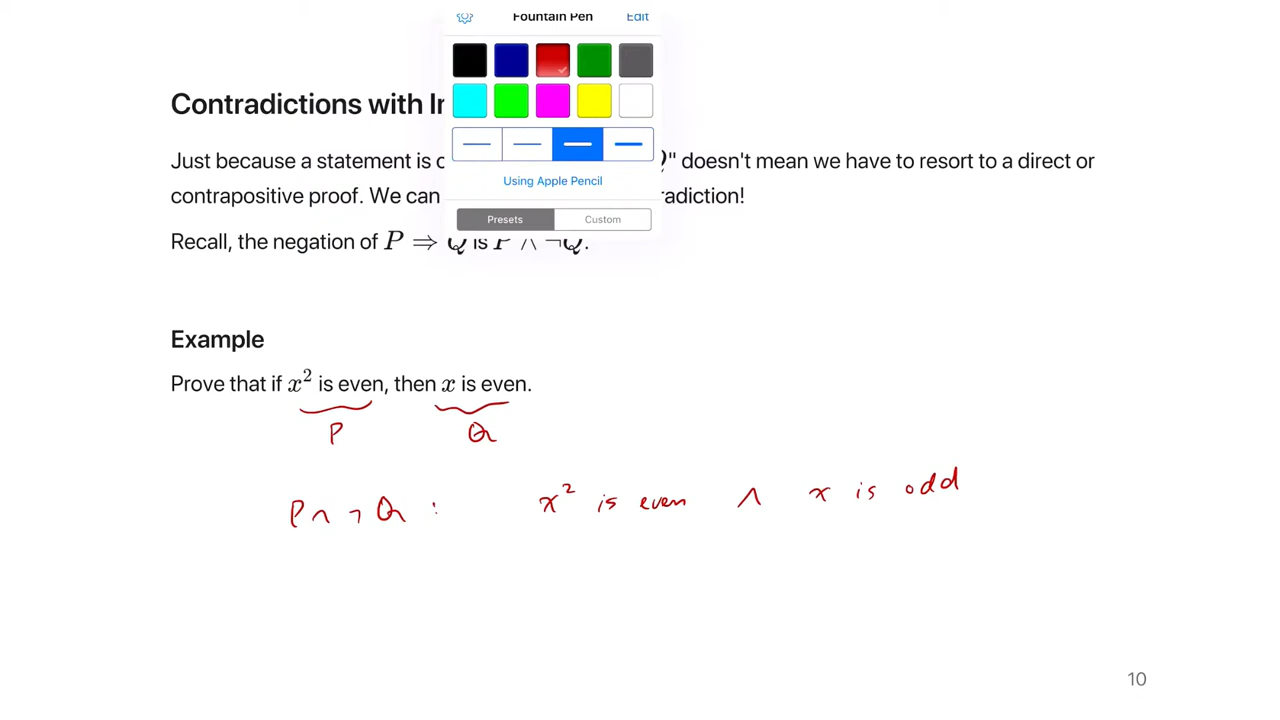 Fountain Pen Edit
Contradictions with
Just because a statement is " doesn't mean we have to resort to a direct or
Using Apple Pencil
contrapositive proof. We can radiction!
Presets Custom
Recall, the negation of P ⇒ Q is P ∧ ¬Q.
Example
Prove that if x² is even, then x is even.
P Q
P ∧ ¬ Q : x² is even ∧ x is odd
10